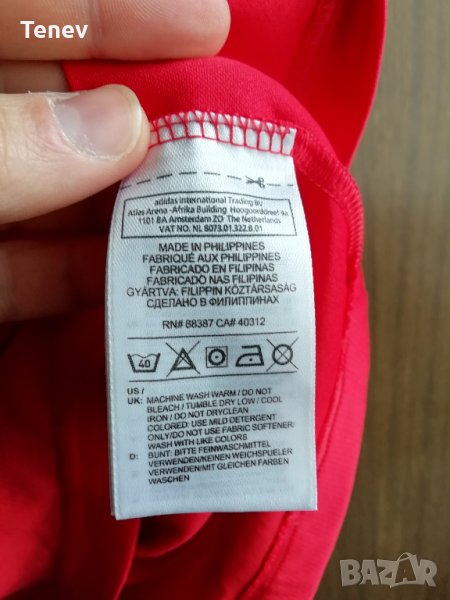 Tenev
adidas International Trading BV
Atlas Arena -Afrika Building Hoogoorddreef 9a
1101 BA Amsterdam ZO The Netherlands
VAT NO. NL 8073.01.322.B.01
MADE IN PHILIPPINES
FABRIQUÉ AUX PHILIPPINES
FABRICADO EN FILIPINAS
FABRICADO NAS FILIPINAS
GYÁRTVA: FILIPPIN KÖZTÁRSASÁG
СДЕЛАНО В ФИЛИППИНАХ
RN# 88387 CA# 40312
40
US /
UK: MACHINE WASH WARM / DO NOT
BLEACH / TUMBLE DRY LOW / COOL
IRON / DO NOT DRYCLEAN
COLORED: USE MILD DETERGENT
ONLY/DO NOT USE FABRIC SOFTENER;
WASH WITH LIKE COLORS
D: BUNT: BITTE FEINWASCHMITTEL
VERWENDEN/KEINEN WEICHSPUELER
VERWENDEN/MIT GLEICHEN FARBEN
WASCHEN
BAZAR